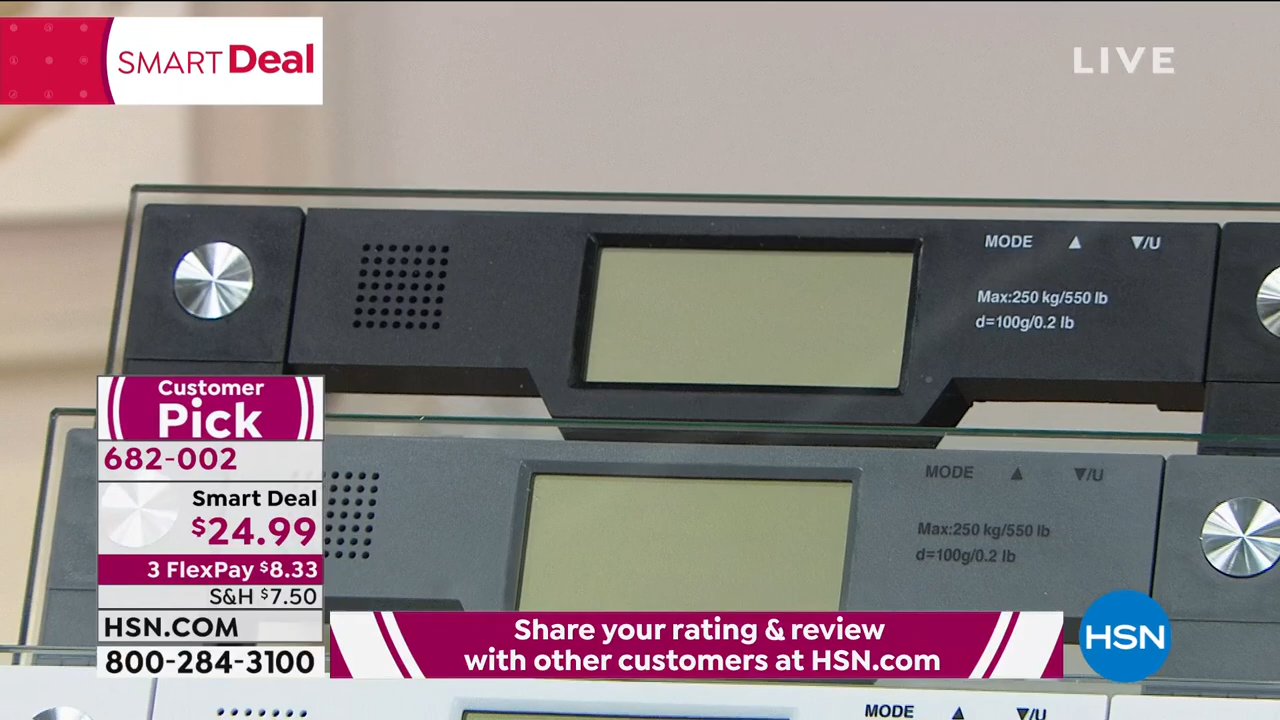 SMART Deal
LIVE
MODE ▲ ▼/U
Max:250 kg/550 lb
d=100g/0.2 lb
MODE ▲ ▼/U
Max:250 kg/550 lb
d=100g/0.2 lb
Customer
Pick
682-002
Smart Deal
$24.99
3 FlexPay $8.33
S&H $7.50
HSN.COM
800-284-3100
Share your rating & review
with other customers at HSN.com
HSN
MODE ▲ ▼/U